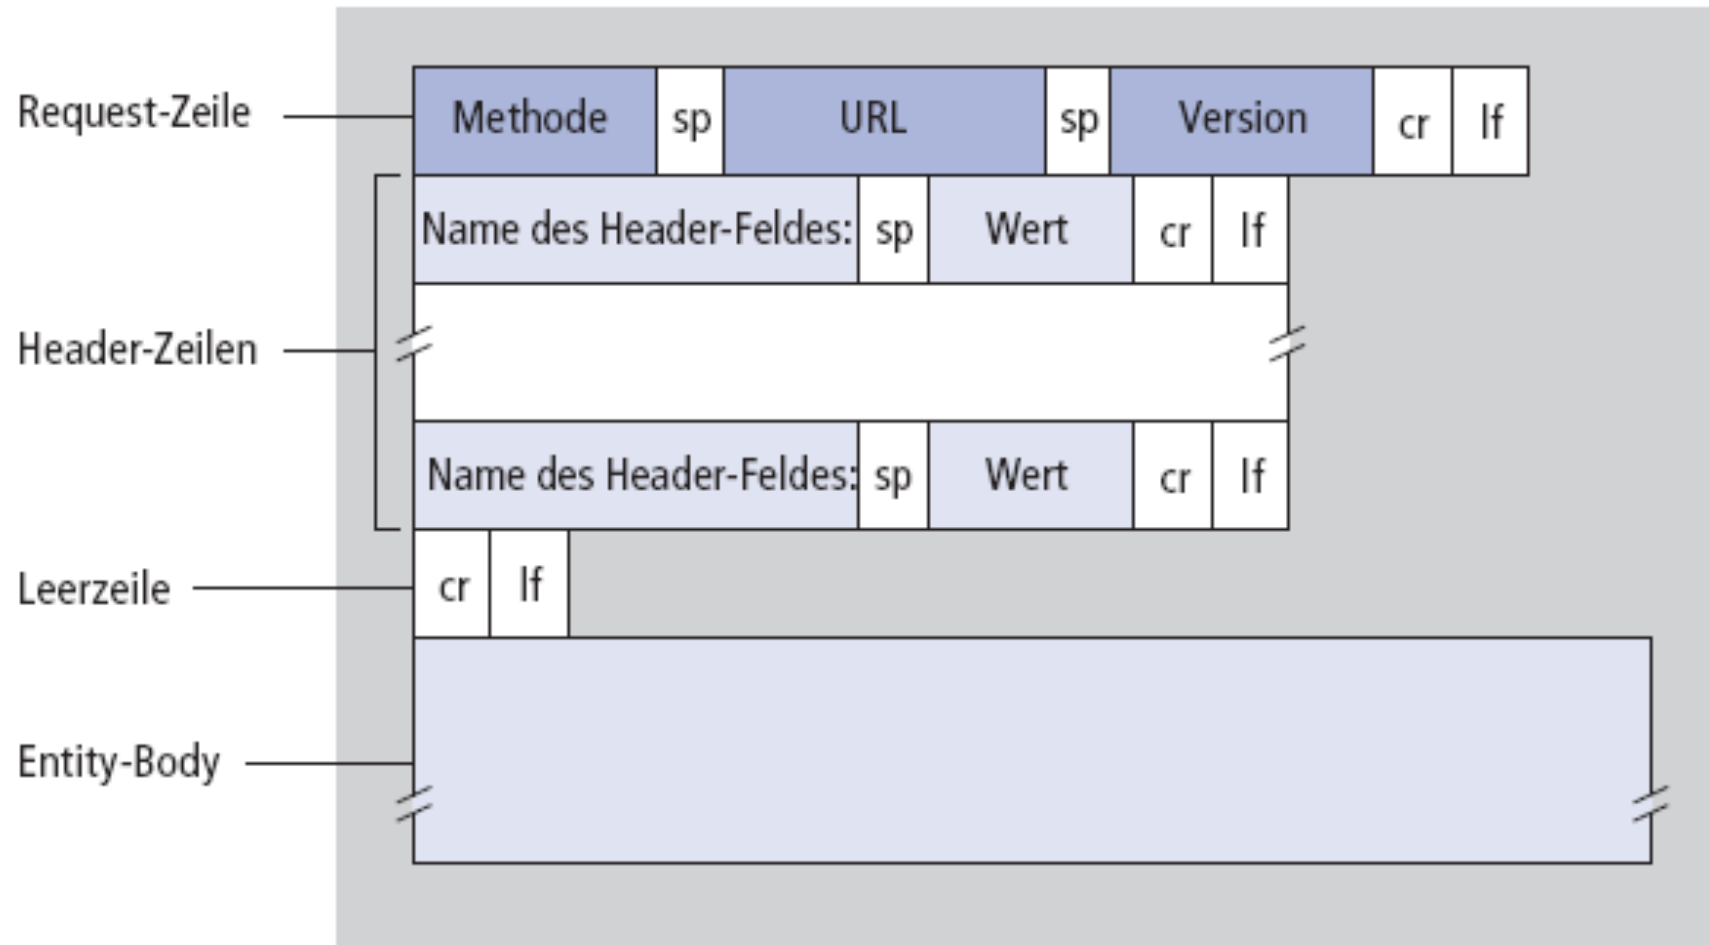 Request-Zeile Methode sp URL sp Version cr lf
Name des Header-Feldes: sp Wert cr lf
Header-Zeilen
Name des Header-Feldes: sp Wert cr lf
Leerzeile cr lf
Entity-Body